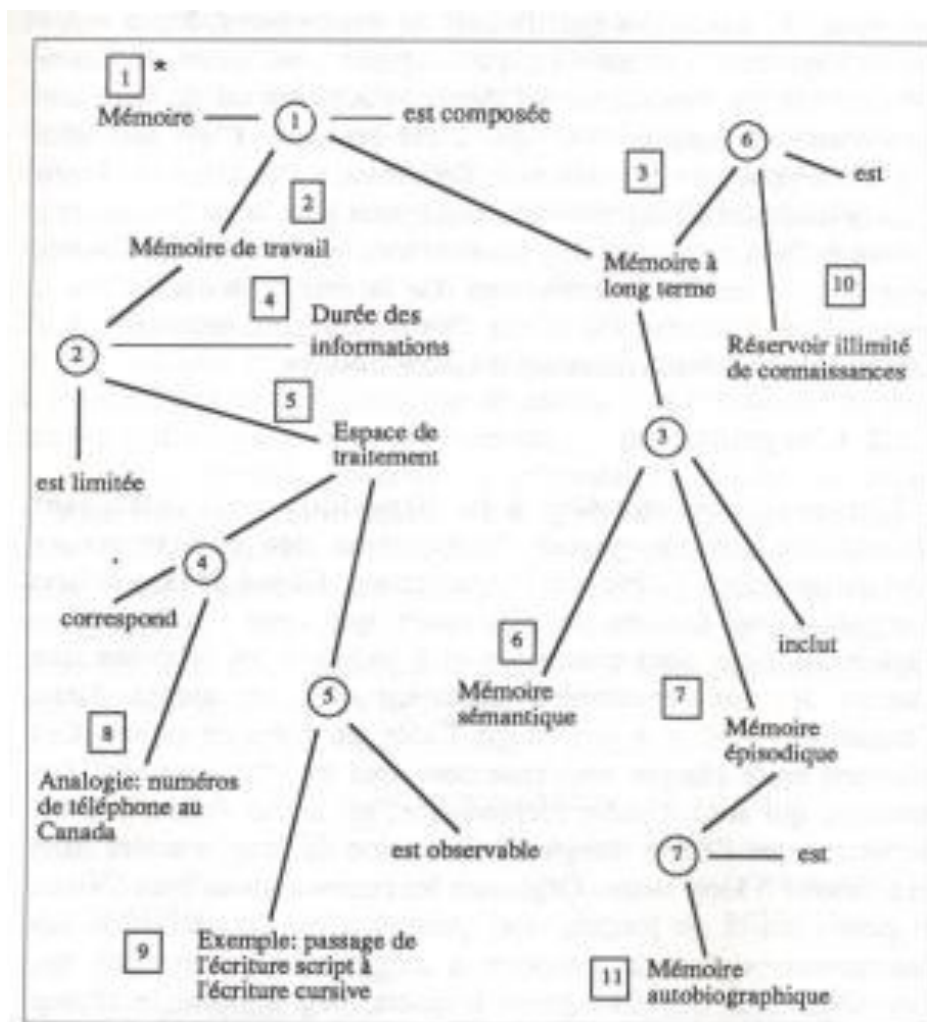 1 *
Mémoire
1
est composée
6
est
2
3
Mémoire de travail
Mémoire à
long terme
10
4
Durée des
informations
2
Réservoir illimité
de connaissances
5
3
Espace de
traitement
est limitée
4
correspond
inclut
6
5
Mémoire
sémantique
7
Mémoire
épisodique
8
Analogie: numéros
de téléphone au
Canada
est observable
7
est
9
Exemple: passage de
l'écriture script à
l'écriture cursive
11
Mémoire
autobiographique